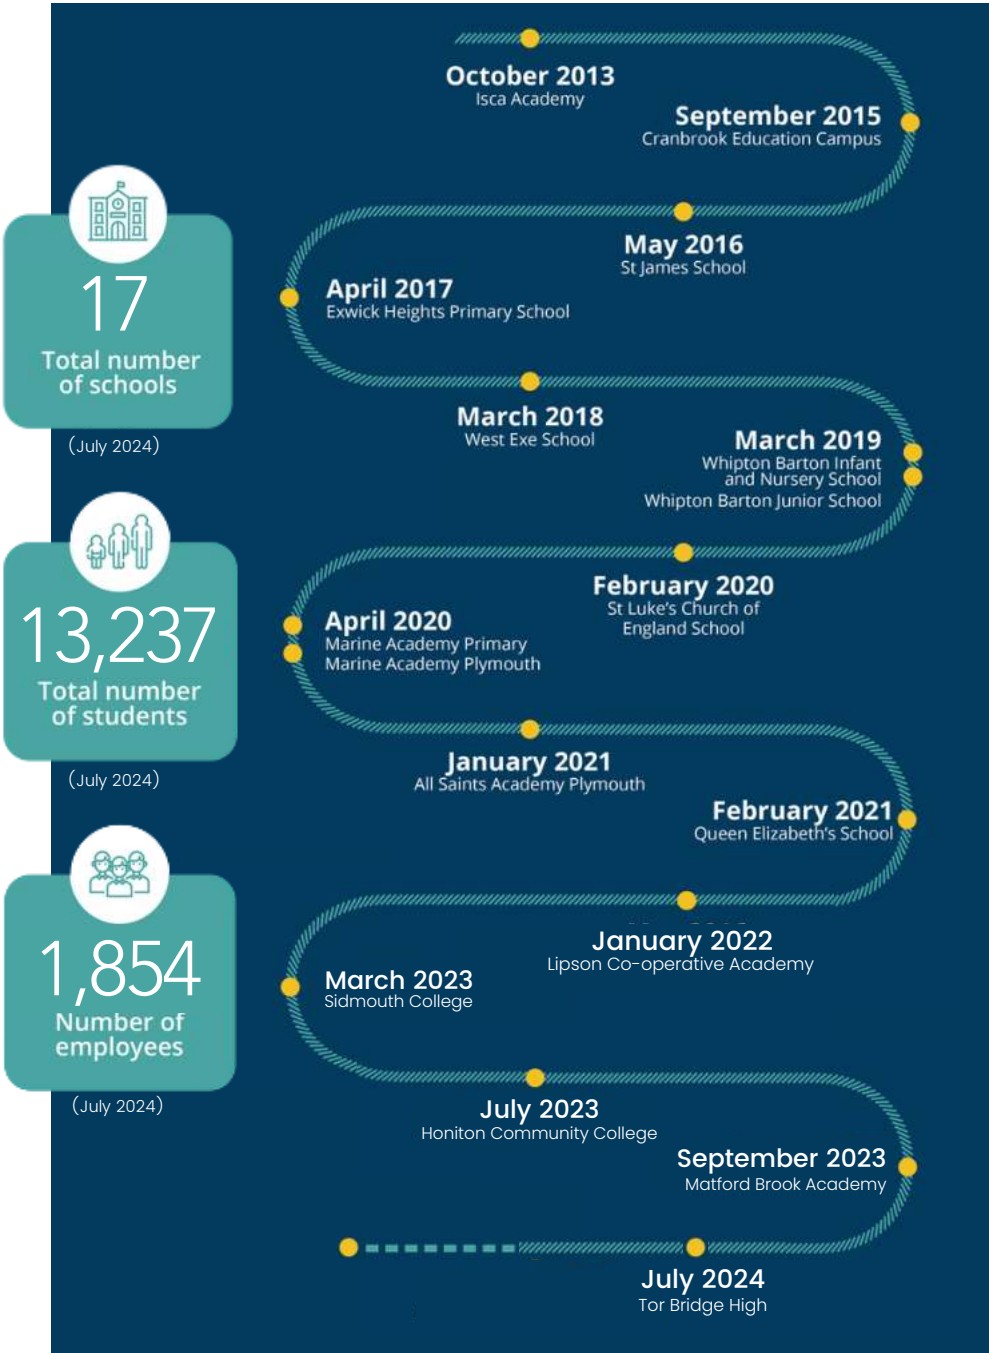 October 2013
Isca Academy
September 2015
Cranbrook Education Campus
May 2016
St James School
April 2017
Exwick Heights Primary School
March 2018
West Exe School
March 2019
Whipton Barton Infant
and Nursery School
Whipton Barton Junior School
February 2020
St Luke's Church of
England School
April 2020
Marine Academy Primary
Marine Academy Plymouth
January 2021
All Saints Academy Plymouth
February 2021
Queen Elizabeth's School
January 2022
Lipson Co-operative Academy
March 2023
Sidmouth College
July 2023
Honiton Community College
September 2023
Matford Brook Academy
July 2024
Tor Bridge High
17
Total number
of schools
(July 2024)
13,237
Total number
of students
(July 2024)
1,854
Number of
employees
(July 2024)